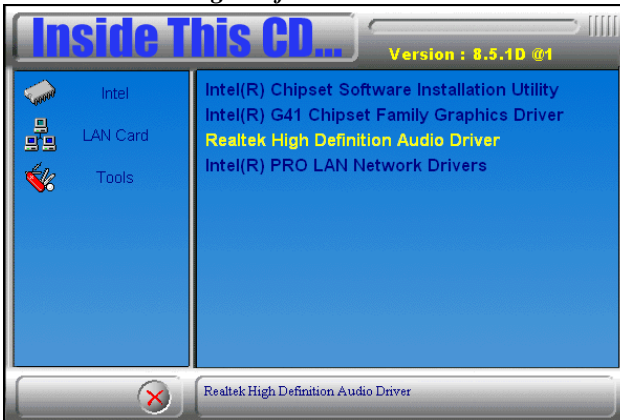 Inside This CD...
Version : 8.5.1D @1
Intel
LAN Card
Tools
Intel(R) Chipset Software Installation Utility
Intel(R) G41 Chipset Family Graphics Driver
Realtek High Definition Audio Driver
Intel(R) PRO LAN Network Drivers
Realtek High Definition Audio Driver